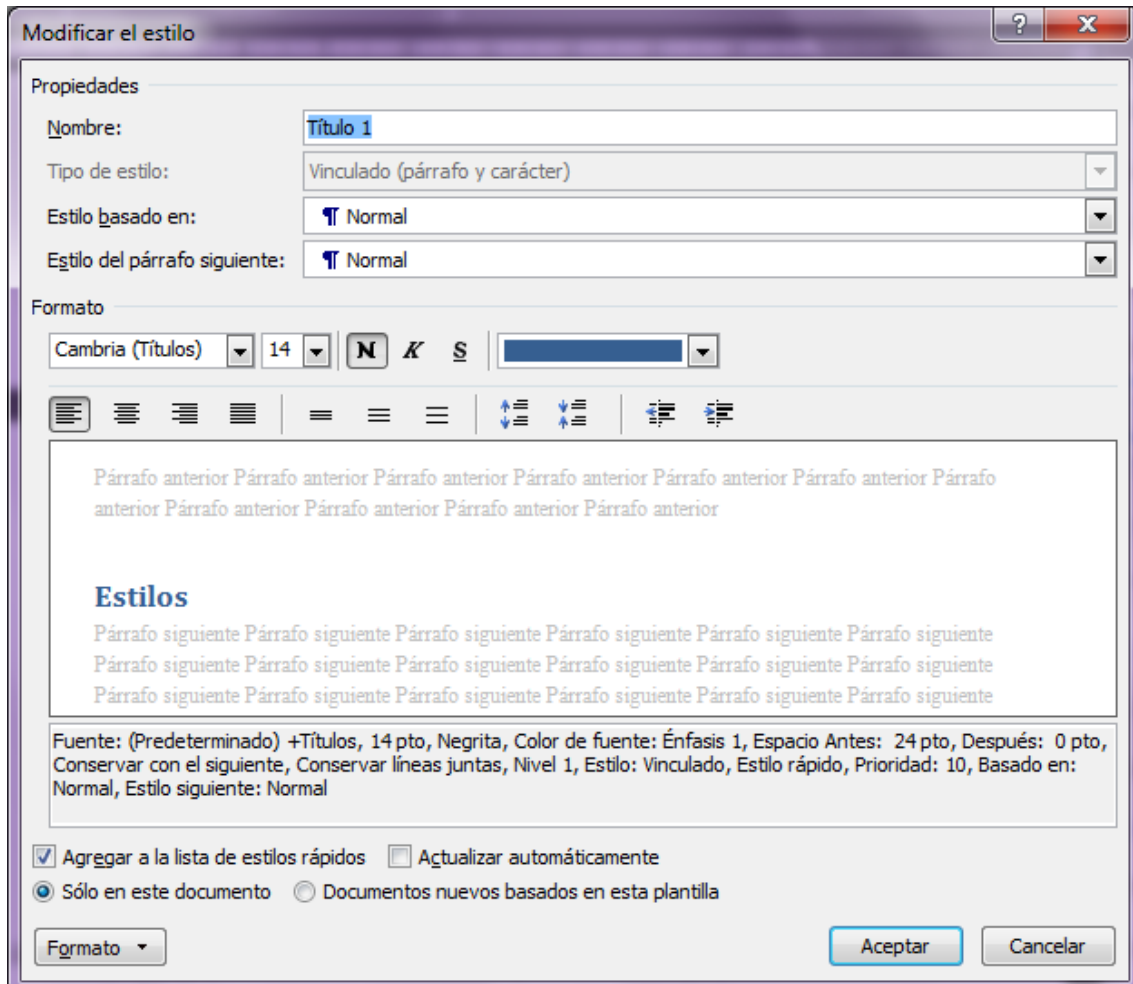 Modificar el estilo
?
X
Propiedades
Nombre:
Título 1
Tipo de estilo:
Vinculado (párrafo y carácter)
Estilo basado en:
¶ Normal
Estilo del párrafo siguiente:
¶ Normal
Formato
Cambria (Títulos) 14 N K S
Párrafo anterior Párrafo anterior Párrafo anterior Párrafo anterior Párrafo anterior Párrafo anterior Párrafo
anterior Párrafo anterior Párrafo anterior Párrafo anterior Párrafo anterior
Estilos
Párrafo siguiente Párrafo siguiente Párrafo siguiente Párrafo siguiente Párrafo siguiente Párrafo siguiente
Párrafo siguiente Párrafo siguiente Párrafo siguiente Párrafo siguiente Párrafo siguiente Párrafo siguiente
Párrafo siguiente Párrafo siguiente Párrafo siguiente Párrafo siguiente Párrafo siguiente Párrafo siguiente
Fuente: (Predeterminado) +Títulos, 14 pto, Negrita, Color de fuente: Énfasis 1, Espacio Antes:  24 pto, Después:  0 pto,
Conservar con el siguiente, Conservar líneas juntas, Nivel 1, Estilo: Vinculado, Estilo rápido, Prioridad: 10, Basado en:
Normal, Estilo siguiente: Normal
Agregar a la lista de estilos rápidos Actualizar automáticamente
Sólo en este documento Documentos nuevos basados en esta plantilla
Formato
Aceptar
Cancelar